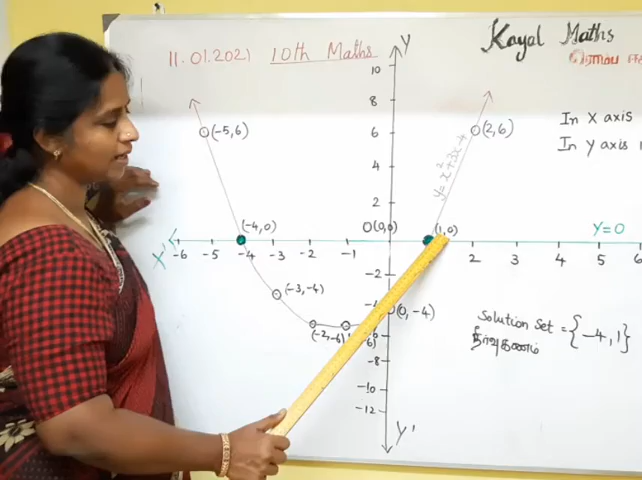 Kayal Maths
11.01.2021 10th Maths
Y
10
8
6
4
2
(-5,6)
(2,6)
y=x²+3x-4
In X axis
In Y axis
(-4,0)
O(0,0)
(1,0)
Y=0
X'
-6 -5 -4 -3 -2 -1
2 3 4 5 6
-2
(-3,-4)
-4
(0,-4)
(-2,-6)
Solution Set = {-4,1}
-8
-10
-12
Y'